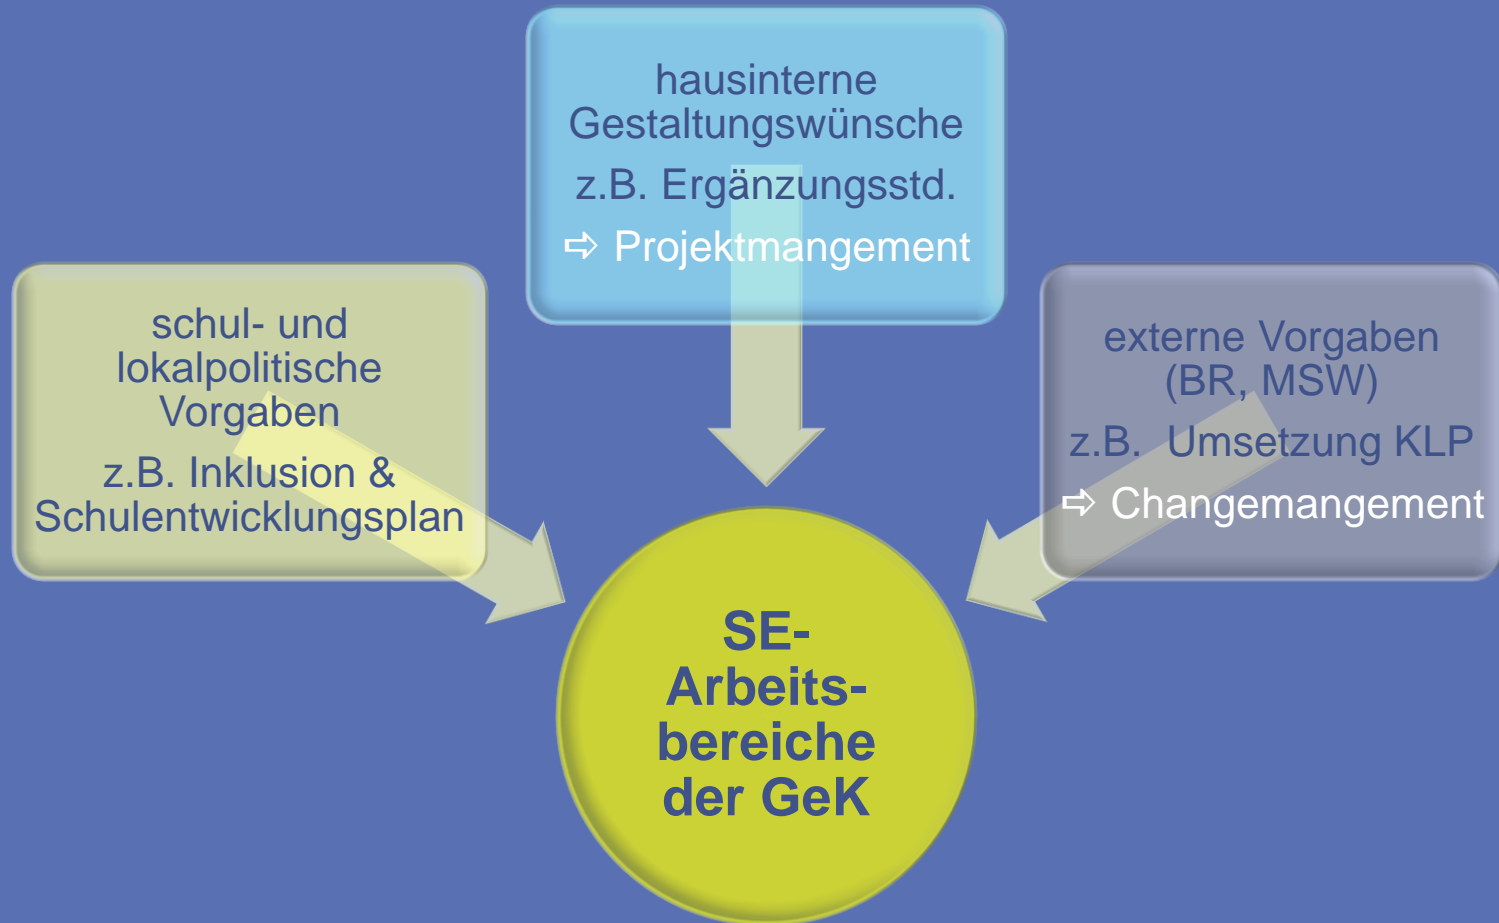 hausinterne
Gestaltungswünsche
z.B. Ergänzungsstd.
⇨ Projektmangement
schul- und
lokalpolitische
Vorgaben
z.B. Inklusion &
Schulentwicklungsplan
externe Vorgaben
(BR, MSW)
z.B. Umsetzung KLP
⇨ Changemangement
SE-
Arbeits-
bereiche
der GeK